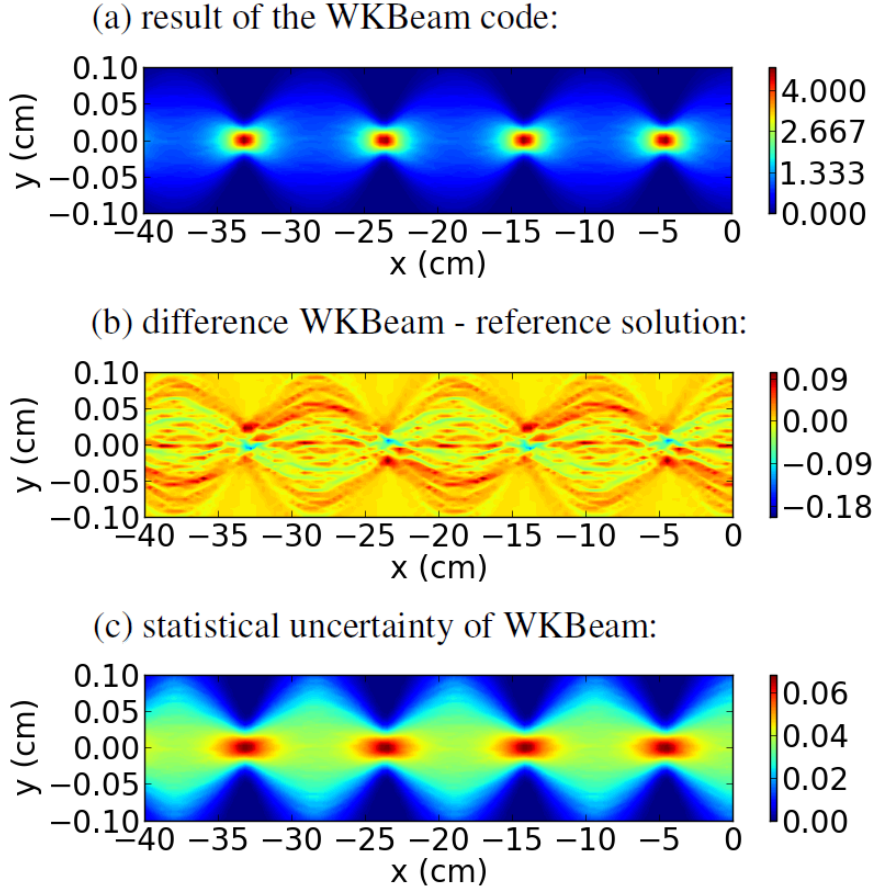 (a) result of the WKBeam code:
0.10
0.05
0.00
−0.05
−0.10
y (cm)
−40 −35 −30 −25 −20 −15 −10 −5 0
x (cm)
4.000
2.667
1.333
0.000
(b) difference WKBeam - reference solution:
0.10
0.05
0.00
−0.05
−0.10
y (cm)
−40 −35 −30 −25 −20 −15 −10 −5 0
x (cm)
0.09
0.00
−0.09
−0.18
(c) statistical uncertainty of WKBeam:
0.10
0.05
0.00
−0.05
−0.10
y (cm)
−40 −35 −30 −25 −20 −15 −10 −5 0
x (cm)
0.06
0.04
0.02
0.00